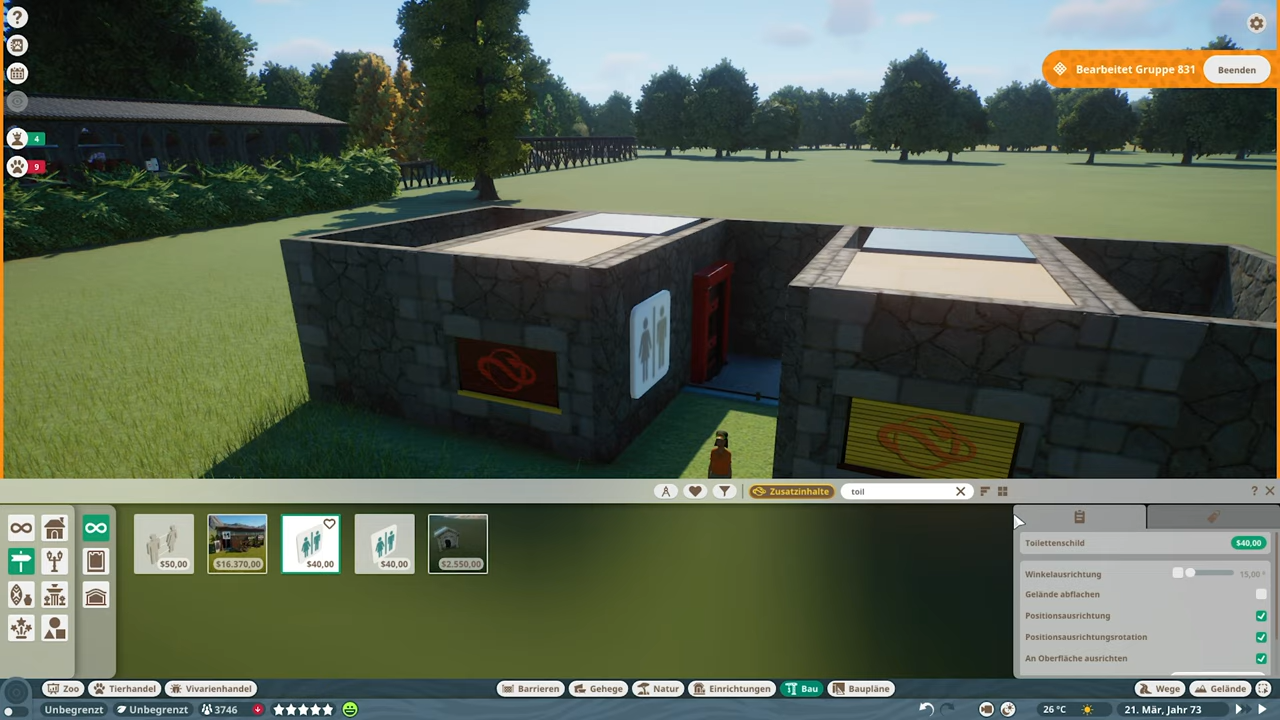 ?
Bearbeitet Gruppe 831
Beenden
4
9
Zusatzinhalte
toil
?
$50,00
$16.370,00
$40,00
$40,00
$2.550,00
Toilettenschild
$40,00
Winkelausrichtung
15,00 °
Gelände abflachen
Positionsausrichtung
Positionsausrichtungsrotation
An Oberfläche ausrichten
Zoo
Tierhandel
Vivarienhandel
Barrieren
Gehege
Natur
Einrichtungen
Bau
Baupläne
Wege
Gelände
Unbegrenzt
Unbegrenzt
3746
26 °C
21. Mär, Jahr 73